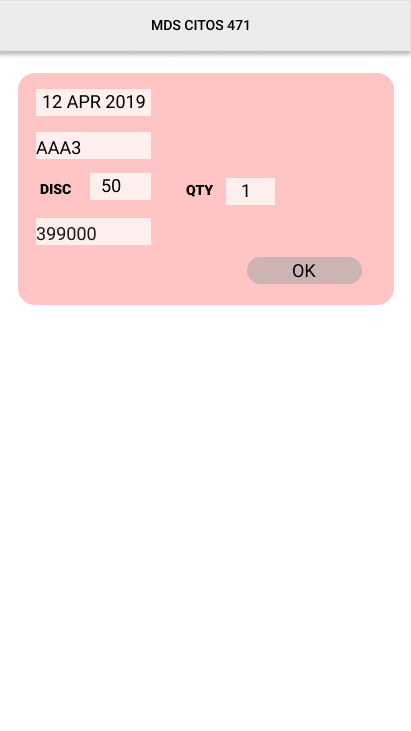 MDS CITOS 471
12 APR 2019
AAA3
DISC 50 QTY 1
399000
OK